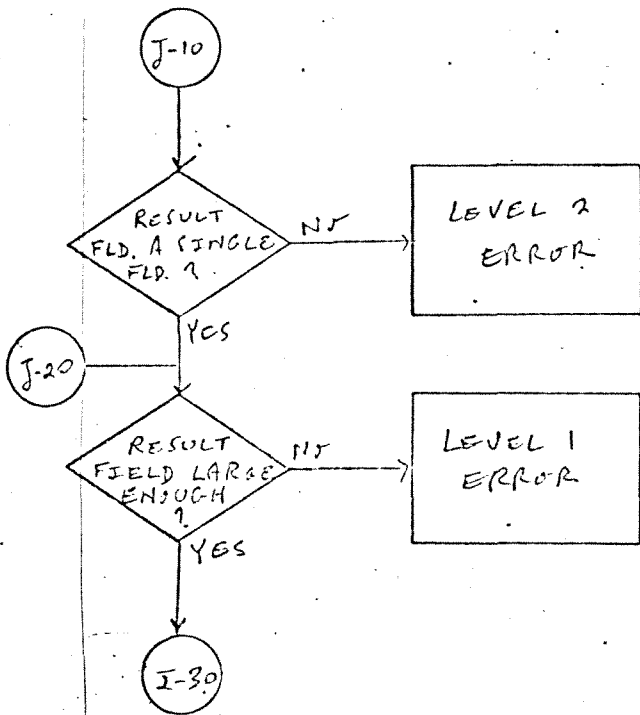 J-10
RESULT
FLD. A SINGLE
FLD. ?
NO
LEVEL 2
ERROR
YES
J-20
RESULT
FIELD LARGE
ENOUGH
?
NO
LEVEL 1
ERROR
YES
I-30